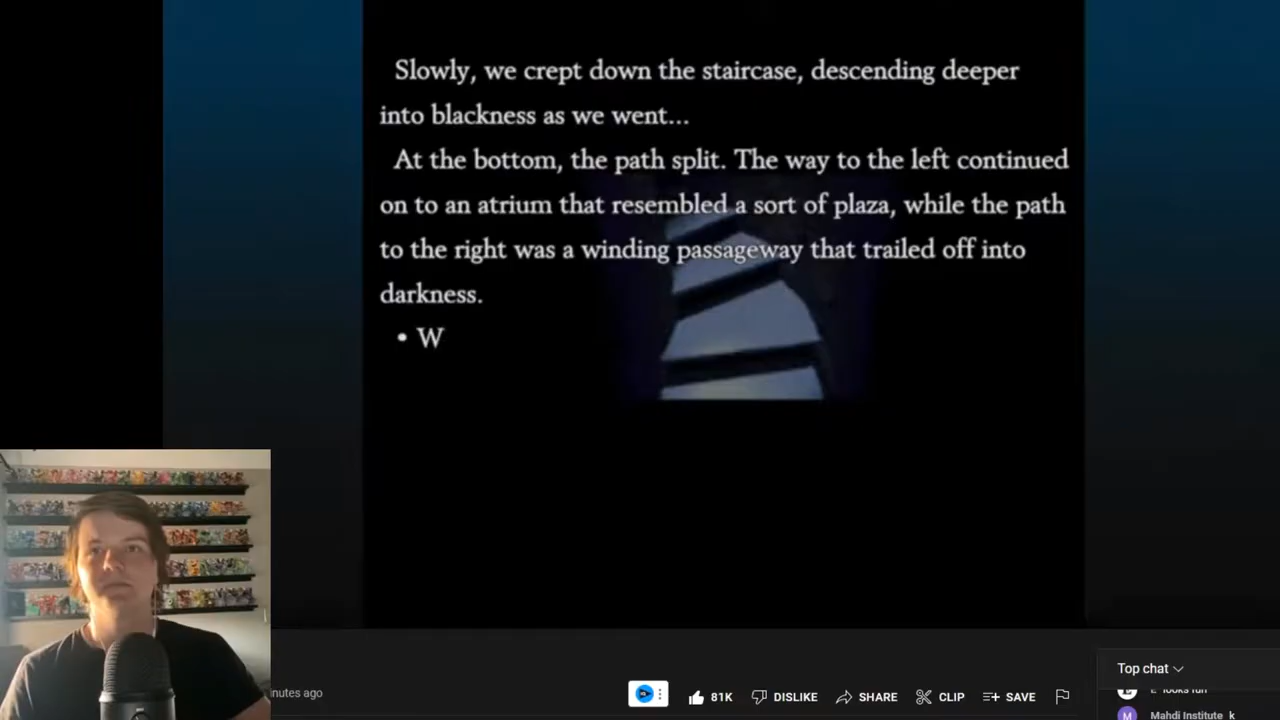 Slowly, we crept down the staircase, descending deeper
into blackness as we went...
At the bottom, the path split. The way to the left continued
on to an atrium that resembled a sort of plaza, while the path
to the right was a winding passageway that trailed off into
darkness.
• W
inutes ago
81K
DISLIKE
SHARE
CLIP
SAVE
Top chat
looks fun
M Mahdi Institute k